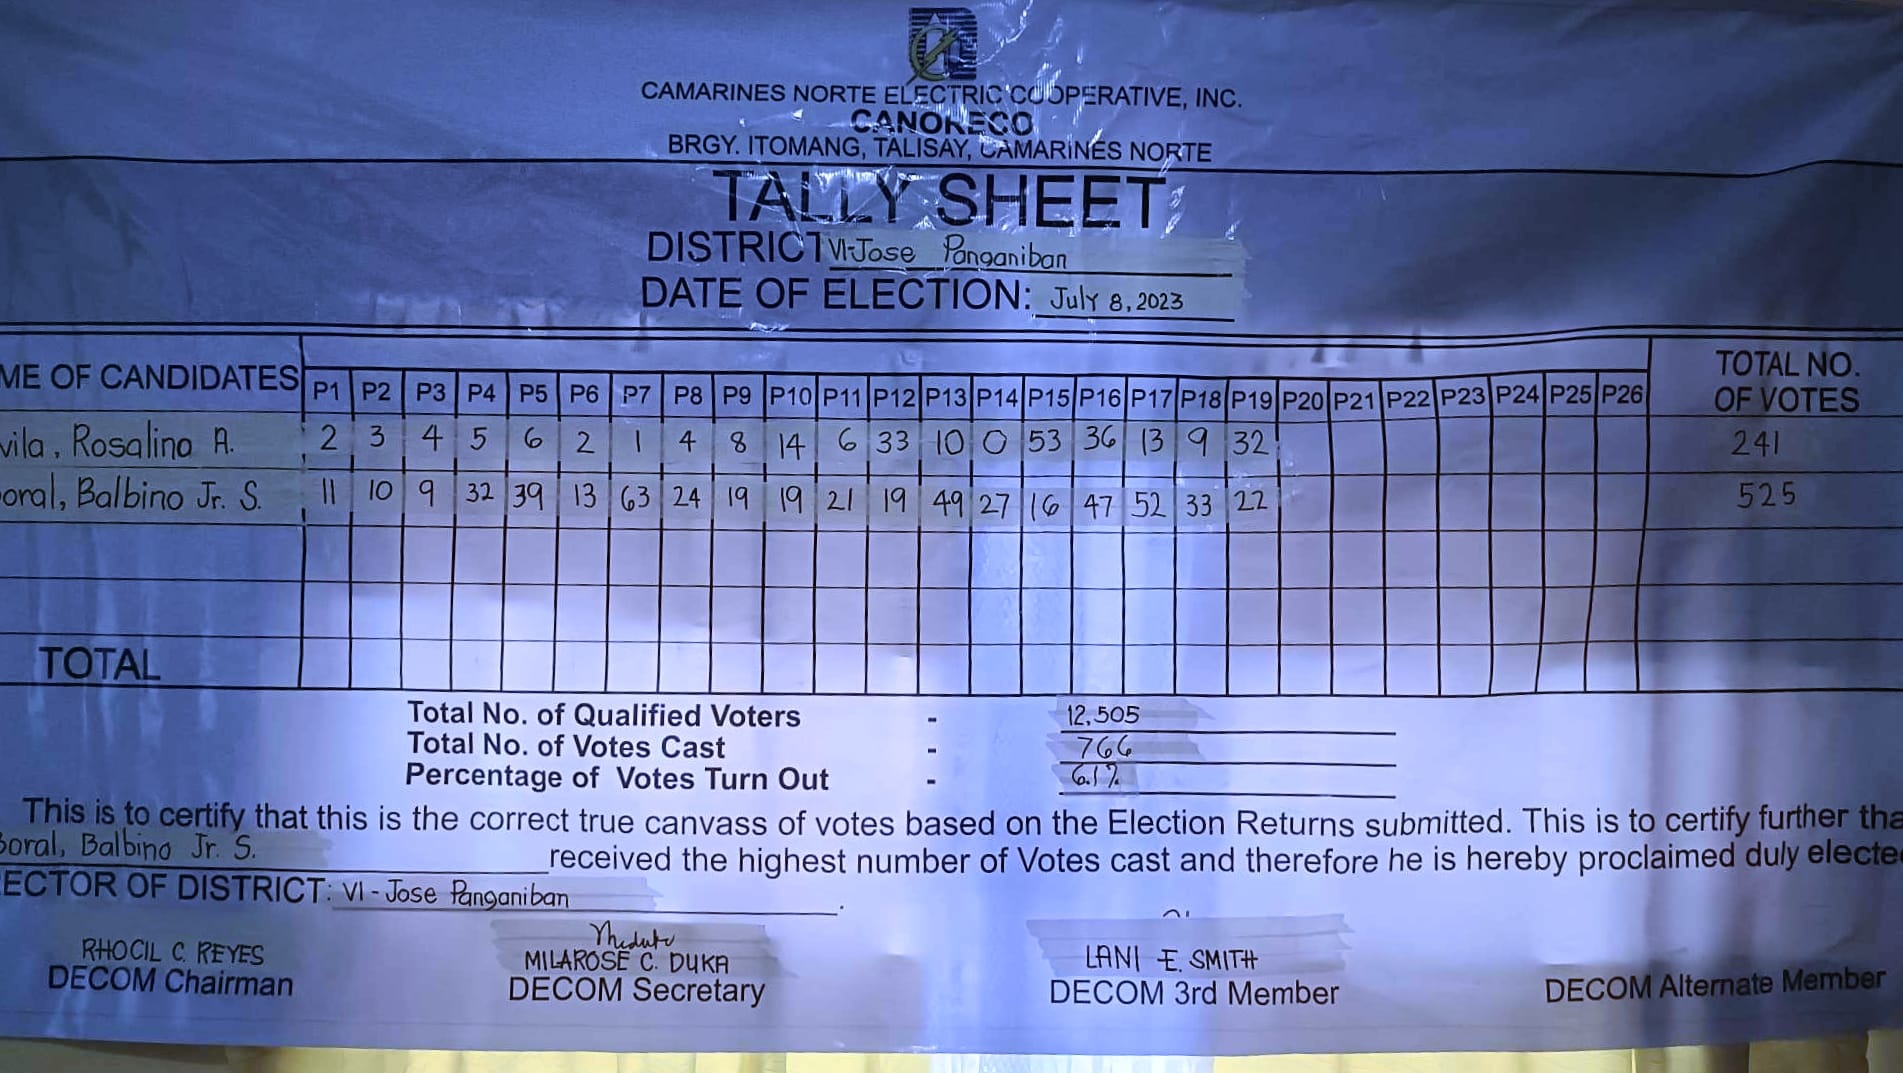 CAMARINES NORTE ELECTRIC COOPERATIVE, INC.
CANORECO
BRGY. ITOMANG, TALISAY, CAMARINES NORTE
TALLY SHEET
DISTRICT VI-Jose Panganiban
DATE OF ELECTION: July 8, 2023
ME OF CANDIDATES P1 P2 P3 P4 P5 P6 P7 P8 P9 P10 P11 P12 P13 P14 P15 P16 P17 P18 P19 P20 P21 P22 P23 P24 P25 P26 TOTAL NO. OF VOTES
vila, Rosalino A. 2 3 4 5 6 2 1 4 8 14 6 33 10 0 53 36 13 9 32 241
oral, Balbino Jr. S. 11 10 9 32 39 13 63 24 19 19 21 19 49 27 16 47 52 33 22 525
TOTAL
Total No. of Qualified Voters - 12,505
Total No. of Votes Cast - 766
Percentage of Votes Turn Out - 6.1%
This is to certify that this is the correct true canvass of votes based on the Election Returns submitted. This is to certify further tha
Boral, Balbino Jr. S. received the highest number of Votes cast and therefore he is hereby proclaimed duly electe
ECTOR OF DISTRICT: VI - Jose Panganiban.
RHOCIL C. REYES
DECOM Chairman
MILAROSE C. DUKA
DECOM Secretary
LANI E. SMITH
DECOM 3rd Member
DECOM Alternate Member